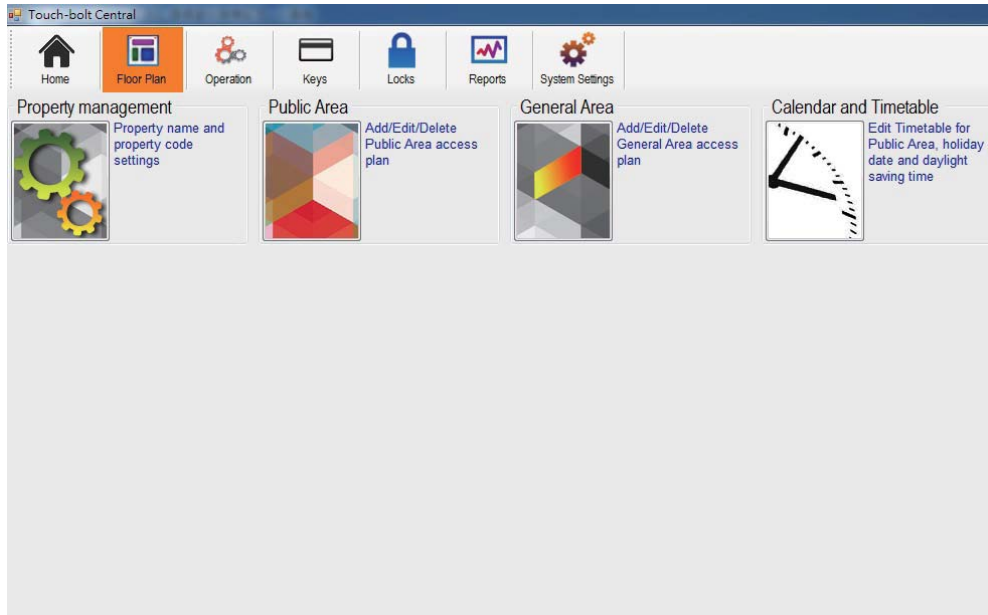 Touch-bolt Central
Home
Floor Plan
Operation
Keys
Locks
Reports
System Settings
Property management
Property name and
property code
settings
Public Area
Add/Edit/Delete
Public Area access
plan
General Area
Add/Edit/Delete
General Area access
plan
Calendar and Timetable
Edit Timetable for
Public Area, holiday
date and daylight
saving time